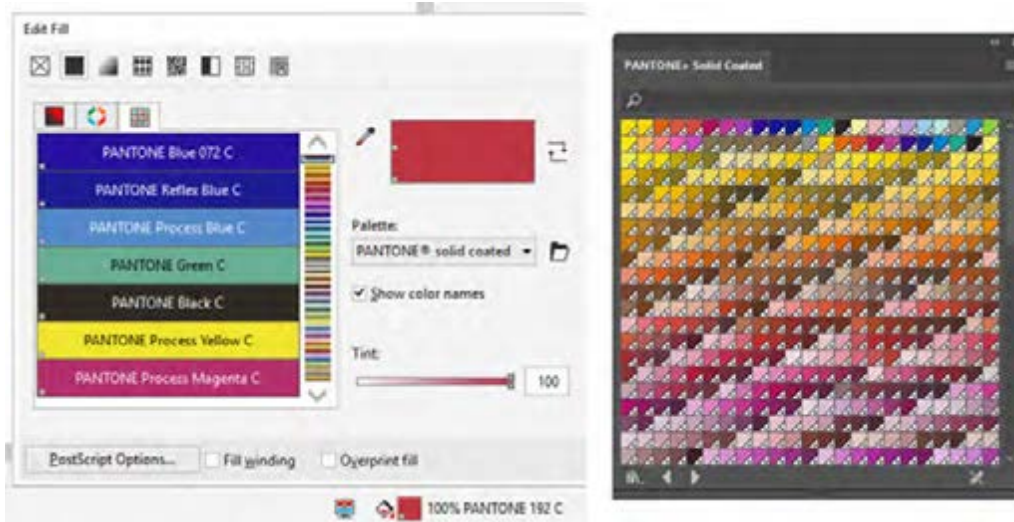 Edit Fill
PANTONE Blue 072 C
PANTONE Reflex Blue C
PANTONE Process Blue C
PANTONE Green C
PANTONE Black C
PANTONE Process Yellow C
PANTONE Process Magenta C
Palette:
PANTONE® solid coated
Show color names
Tint:
100
PostScript Options...
Fill winding
Overprint fill
100% PANTONE 192 C
PANTONE+ Solid Coated